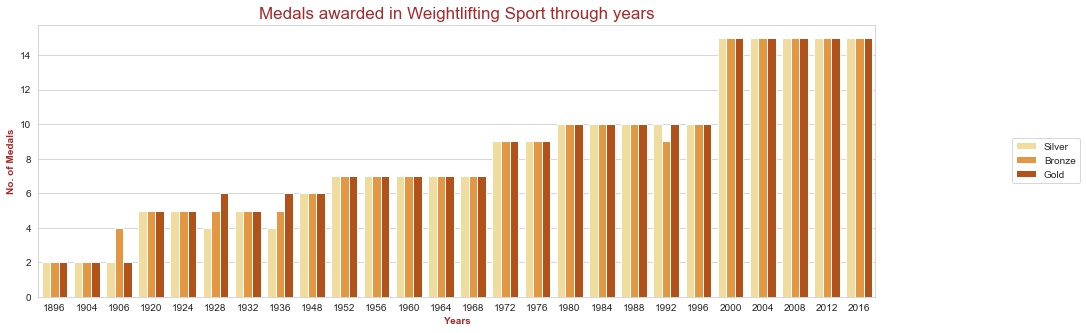 Medals awarded in Weightlifting Sport through years
No. of Medals
14
12
10
8
6
4
2
0
1896 1904 1906 1920 1924 1928 1932 1936 1948 1952 1956 1960 1964 1968 1972 1976 1980 1984 1988 1992 1996 2000 2004 2008 2012 2016
Years
Silver
Bronze
Gold